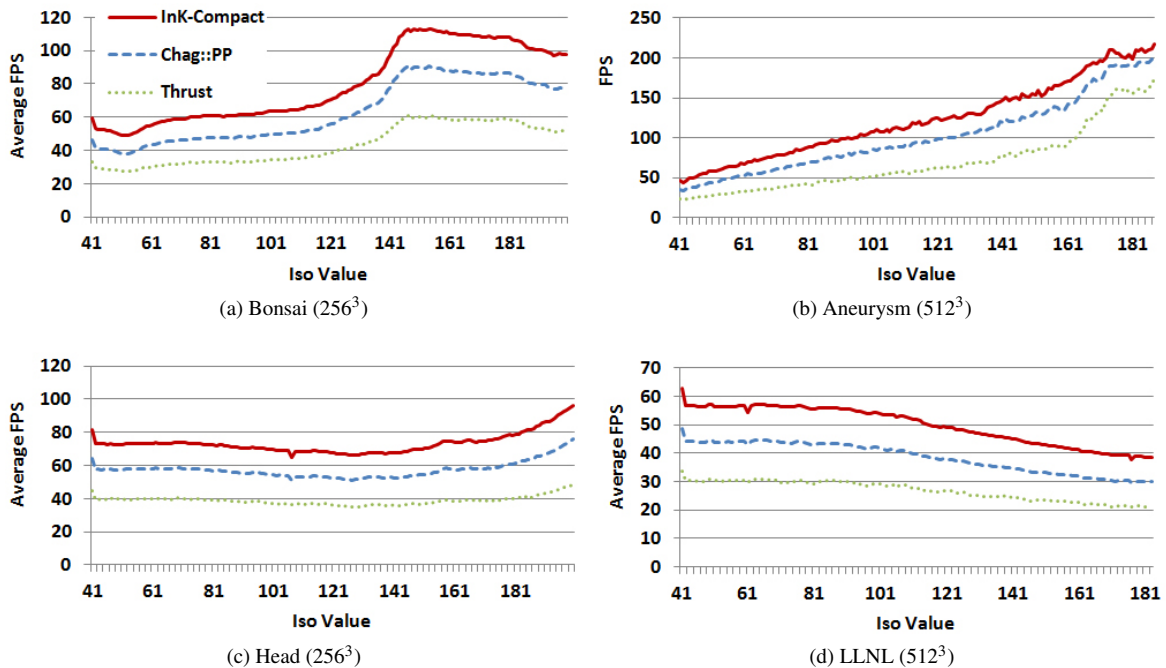 InK-Compact
Chag::PP
Thrust
Average FPS
120
100
80
60
40
20
0
41 61 81 101 121 141 161 181
Iso Value
(a) Bonsai (256³)
FPS
250
200
150
100
50
0
41 61 81 101 121 141 161 181
Iso Value
(b) Aneurysm (512³)
Average FPS
120
100
80
60
40
20
0
41 61 81 101 121 141 161 181
Iso Value
(c) Head (256³)
Average FPS
70
60
50
40
30
20
10
0
41 61 81 101 121 141 161 181
Iso Value
(d) LLNL (512³)